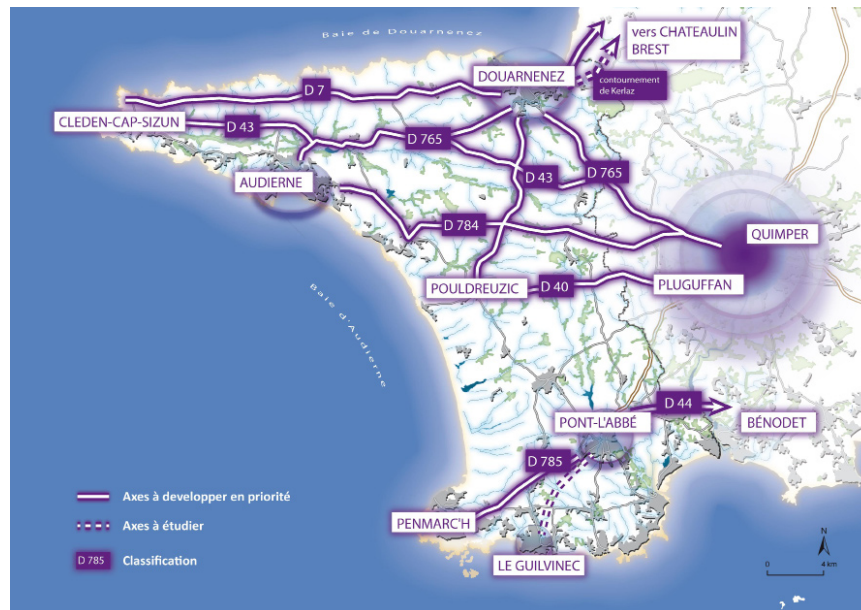 Baie de Douarnenez
vers CHATEAULIN
BREST
DOUARNENEZ
contournement
de Kerlaz
D 7
CLEDEN-CAP-SIZUN
D 43
D 765
AUDIERNE
D 43
D 765
D 784
QUIMPER
POULDREUZIC
D 40
PLUGUFFAN
Baie d'Audierne
D 44
PONT-L'ABBÉ
BÉNODET
D 785
PENMARC'H
LE GUILVINEC
Axes à developper en priorité
Axes à étudier
D 785 Classification
N
0 4 km